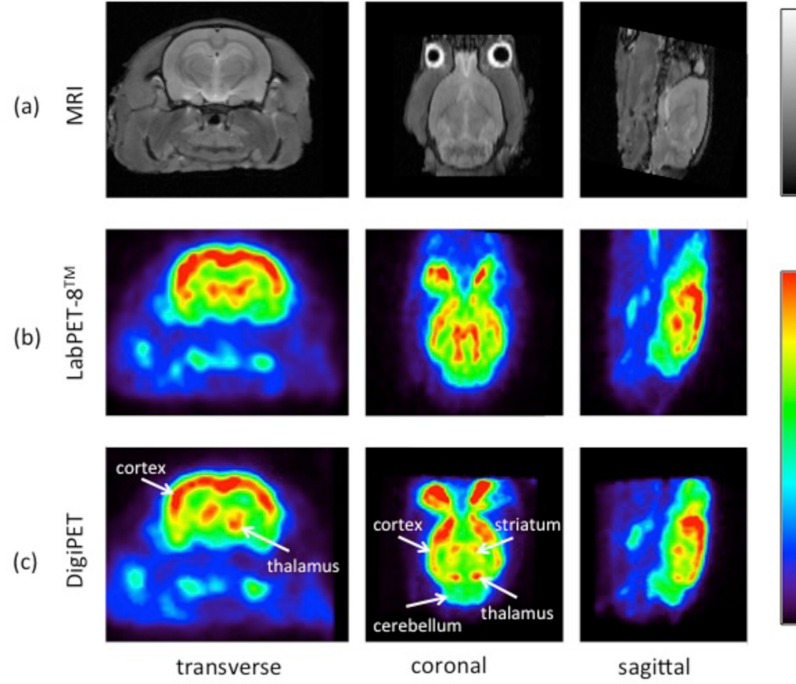 (a)
MRI
(b)
LabPET-8™
(c)
DigiPET
cortex
thalamus
cortex
striatum
thalamus
cerebellum
transverse
coronal
sagittal